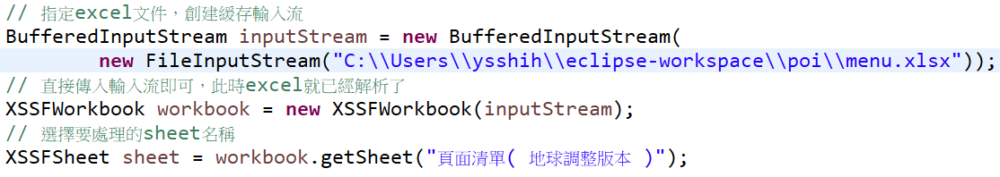 // 指定excel文件，創建緩存輸入流
BufferedInputStream inputStream = new BufferedInputStream(
        new FileInputStream("C:\\Users\\ysshih\\eclipse-workspace\\poi\\menu.xlsx"));
// 直接傳入輸入流即可，此時excel就已經解析了
XSSFWorkbook workbook = new XSSFWorkbook(inputStream);
// 選擇要處理的sheet名稱
XSSFSheet sheet = workbook.getSheet("頁面清單( 地球調整版本 )");